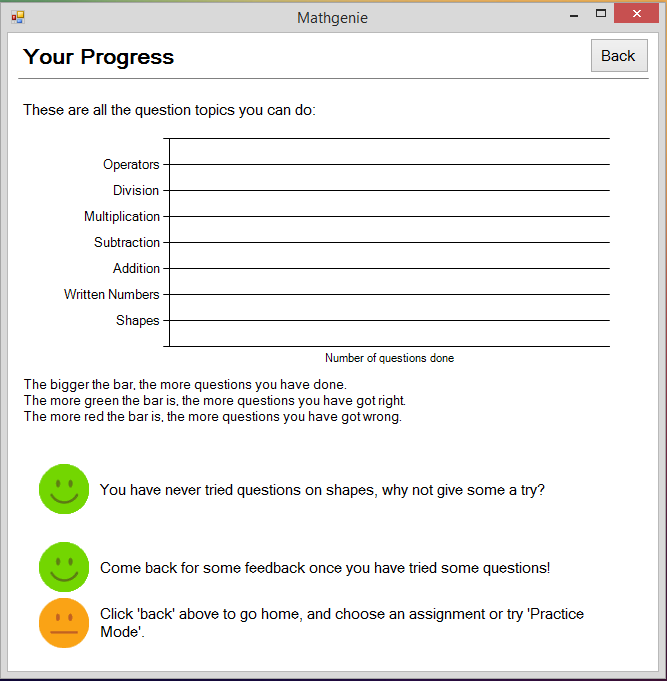 Mathgenie
Your Progress
Back
These are all the question topics you can do:
Operators
Division
Multiplication
Subtraction
Addition
Written Numbers
Shapes
Number of questions done
The bigger the bar, the more questions you have done.
The more green the bar is, the more questions you have got right.
The more red the bar is, the more questions you have got wrong.
You have never tried questions on shapes, why not give some a try?
Come back for some feedback once you have tried some questions!
Click 'back' above to go home, and choose an assignment or try 'Practice
Mode'.